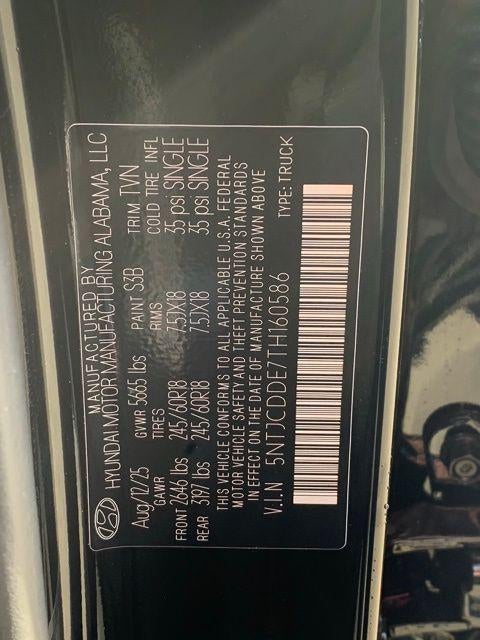 MANUFACTURED BY
HYUNDAI MOTOR MANUFACTURING ALABAMA, LLC
Aug/12/25 GVWR 5665 lbs PAINT S3B TRIM TVN
GAWR TIRES RIMS COLD TIRE INFL
FRONT 2646 lbs 245/60R18 7.5JX18 35 psi SINGLE
REAR 3197 lbs 245/60R18 7.5JX18 35 psi SINGLE
THIS VEHICLE CONFORMS TO ALL APPLICABLE U.S.A. FEDERAL
MOTOR VEHICLE SAFETY AND THEFT PREVENTION STANDARDS
IN EFFECT ON THE DATE OF MANUFACTURE SHOWN ABOVE
V.I.N 5NTJCDDE7TH160586 TYPE: TRUCK